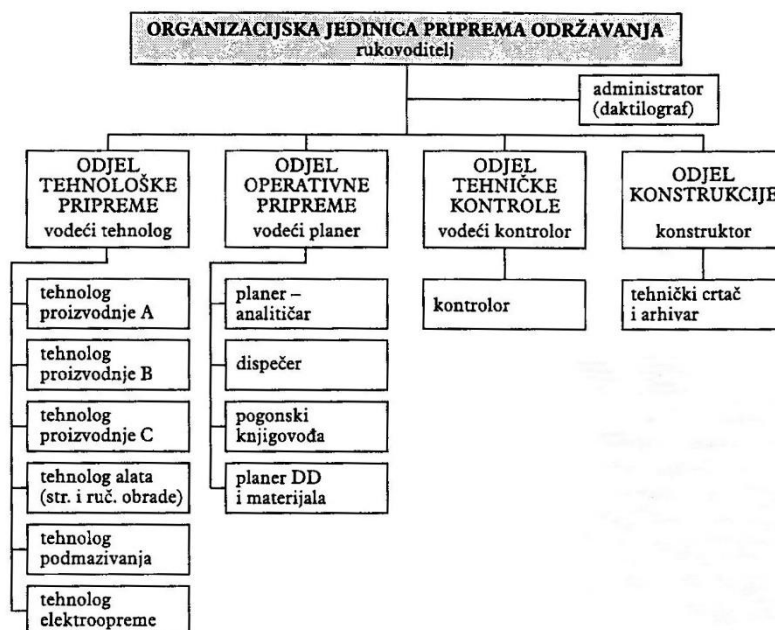 ORGANIZACIJSKA JEDINICA PRIPREMA ODRŽAVANJA
rukovoditelj
administrator
(daktilograf)
ODJEL
TEHNOLOŠKE
PRIPREME
vodeći tehnolog
tehnolog
proizvodnje A
tehnolog
proizvodnje B
tehnolog
proizvodnje C
tehnolog alata
(str. i ruč. obrade)
tehnolog
podmazivanja
tehnolog
elektroopreme
ODJEL
OPERATIVNE
PRIPREME
vodeći planer
planer –
analitičar
dispečer
pogonski
knjigovođa
planer DD
i materijala
ODJEL
TEHNIČKE
KONTROLE
vodeći kontrolor
kontrolor
ODJEL
KONSTRUKCIJE
konstruktor
tehnički crtač
i arhivar